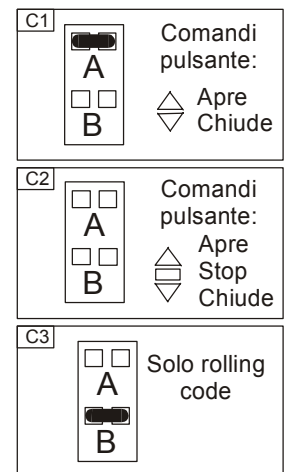 C1
Comandi
pulsante:
A
Apre
Chiude
B
C2
Comandi
pulsante:
A
Apre
Stop
B
Chiude
C3
Solo rolling
code
A
B